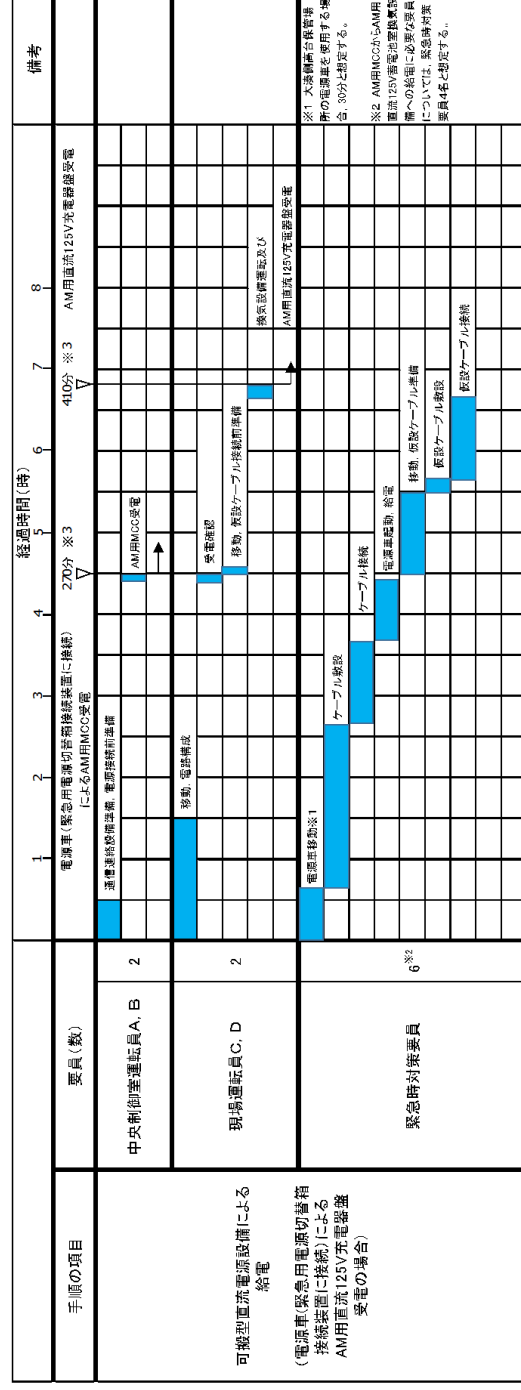 経過時間(時)
備考
手順の項目
要員(数)
1
2
3
4
5
6
7
8
電源車(緊急用電源切替箱接続装置に接続)
によるAM用MCC受電
270分 ※3
410分 ※3
AM用直流125V充電器盤受電
可搬型直流電源設備による
給電
(電源車(緊急用電源切替箱
接続装置に接続)による
AM用直流125V充電器盤
受電の場合)
中央制御室運転員A, B
2
通信連絡設備準備, 電源接続前準備
AM用MCC受電
現場運転員C, D
2
移動, 電路構成
受電確認
移動, 仮設ケーブル接続前準備
換気設備運転及び
AM用直流125V充電器盤受電
緊急時対策要員
6※2
電源車移動※1
ケーブル敷設
ケーブル接続
電源車起動, 給電
移動, 仮設ケーブル準備
仮設ケーブル敷設
仮設ケーブル接続
※1 大湊側高台保管場
所の電源車を使用する場
合, 30分と想定する。
※2 AM用MCCからAM用
直流125V蓄電池室換気設
備への給電に必要な要員
については, 緊急時対策
要員4名と想定する。